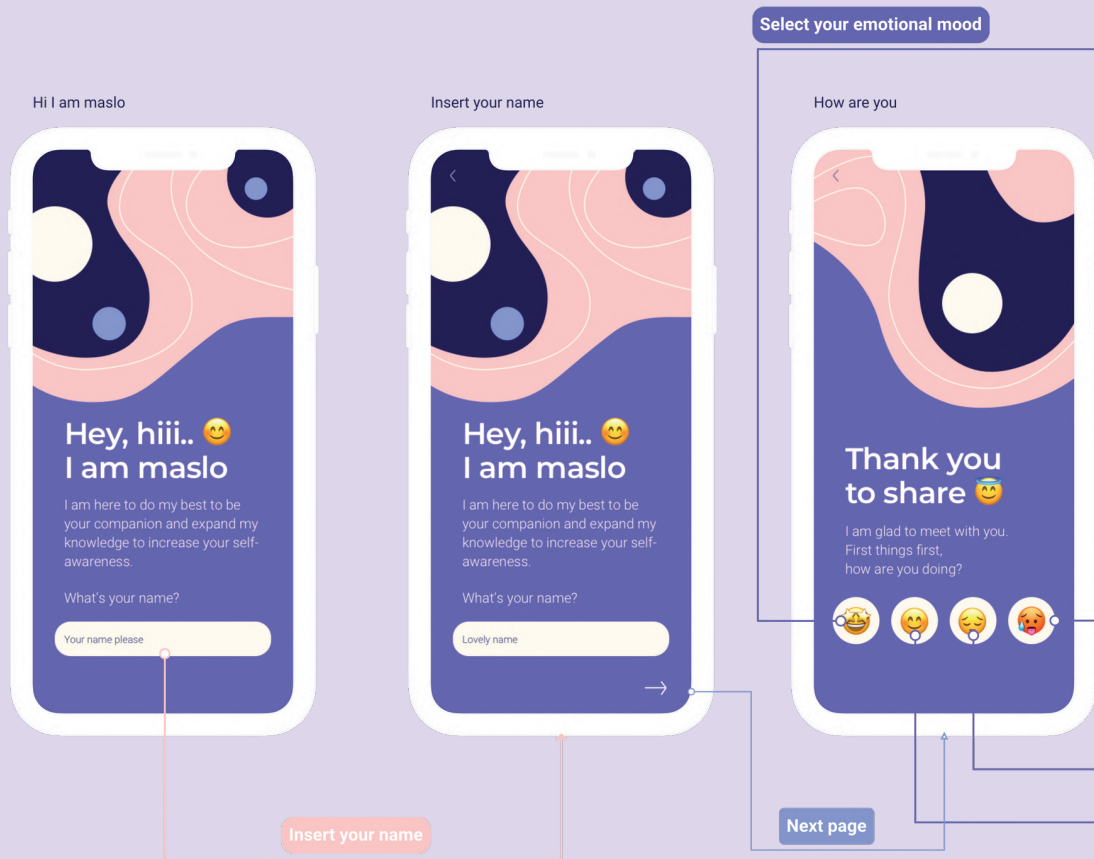 Select your emotional mood
Hi I am maslo
Insert your name
How are you
Hey, hiii.. 😊
I am maslo
I am here to do my best to be
your companion and expand my
knowledge to increase your self-
awareness.
What's your name?
Your name please
Hey, hiii.. 😊
I am maslo
I am here to do my best to be
your companion and expand my
knowledge to increase your self-
awareness.
What's your name?
Lovely name
Thank you
to share 😇
I am glad to meet with you.
First things first,
how are you doing?
Insert your name
Next page